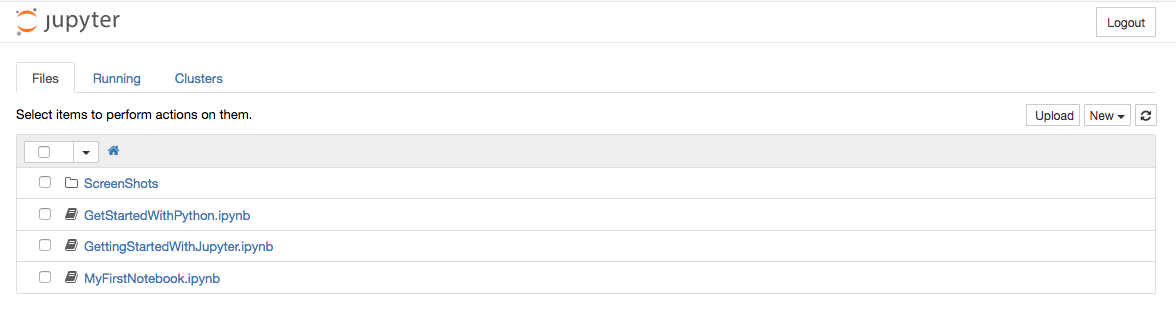 jupyter
Logout
Files Running Clusters
Select items to perform actions on them.
Upload New
ScreenShots
GetStartedWithPython.ipynb
GettingStartedWithJupyter.ipynb
MyFirstNotebook.ipynb